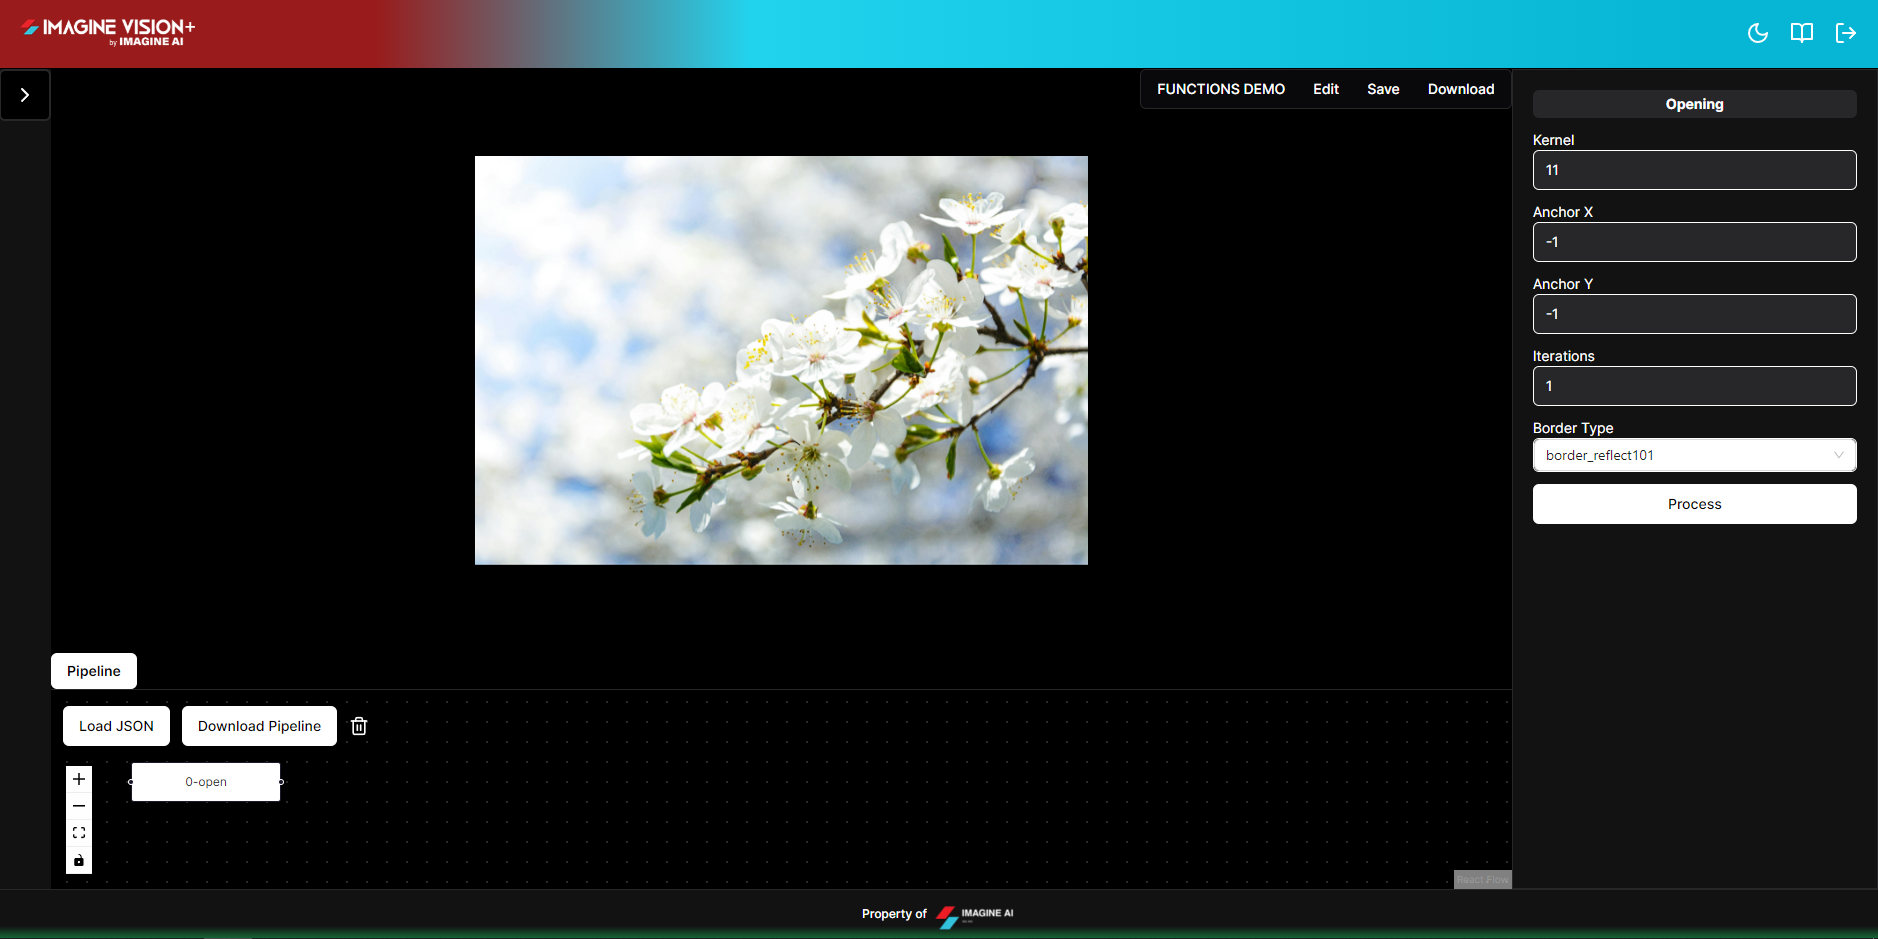 IMAGINE VISION+
by IMAGINE AI
FUNCTIONS DEMO
Edit
Save
Download
Opening
Kernel
11
Anchor X
-1
Anchor Y
-1
Iterations
1
Border Type
border_reflect101
Process
Pipeline
Load JSON
Download Pipeline
0-open
React Flow
Property of
IMAGINE AI